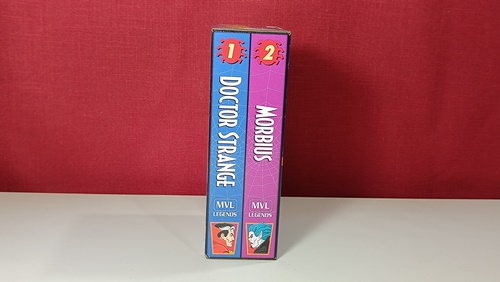 1
DOCTOR STRANGE
MVL
LEGENDS
2
MORBIUS
MVL
LEGENDS